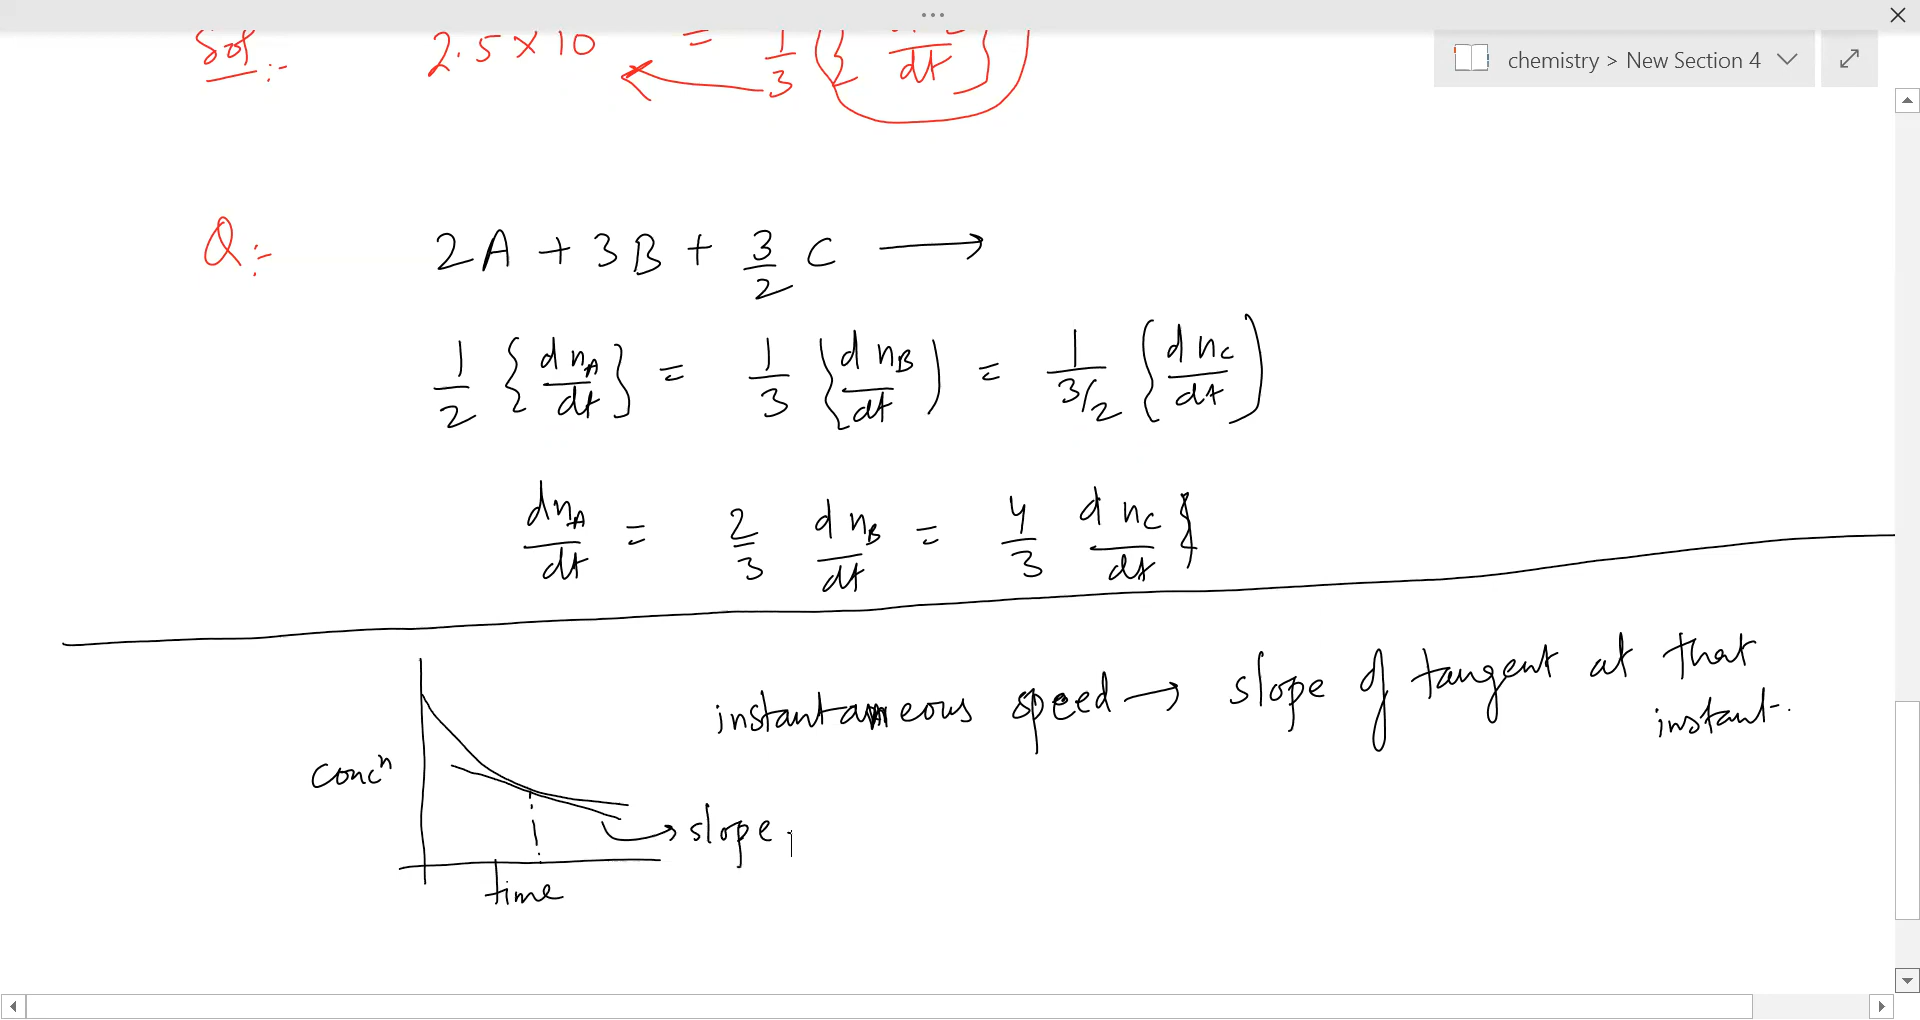 ...
chemistry > New Section 4
Sol :- 2.5 × 10 = 1/3 { /dt }
Q :- 2A + 3B + 3/2 C ⟶
1/2 { dnA/dt } = 1/3 { dnB/dt ) = 1/(3/2) { dnC/dt )
dnA/dt = 2/3 dnB/dt = 4/3 dnC/dt }
instantaneous speed → slope of tangent at that
instant-.
concⁿ
→ slope
time